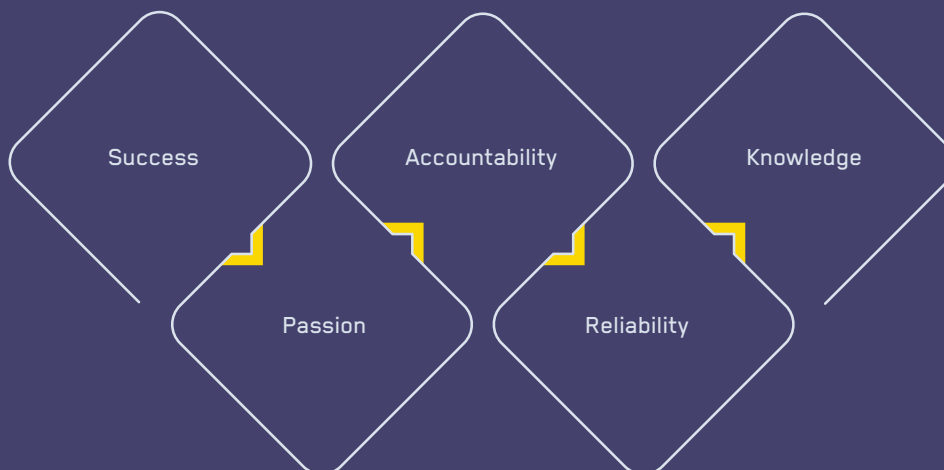 Success
Accountability
Knowledge
Passion
Reliability